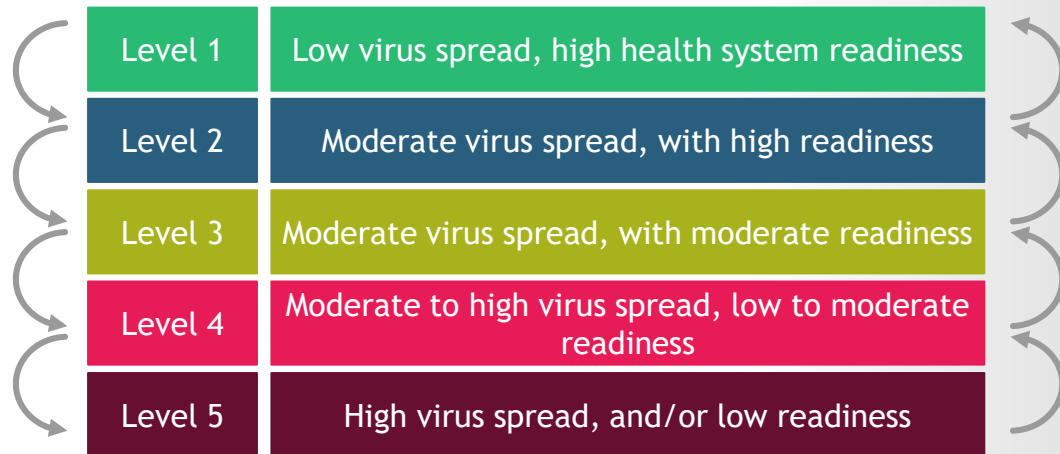 Level 1
Low virus spread, high health system readiness
Level 2
Moderate virus spread, with high readiness
Level 3
Moderate virus spread, with moderate readiness
Level 4
Moderate to high virus spread, low to moderate
readiness
Level 5
High virus spread, and/or low readiness